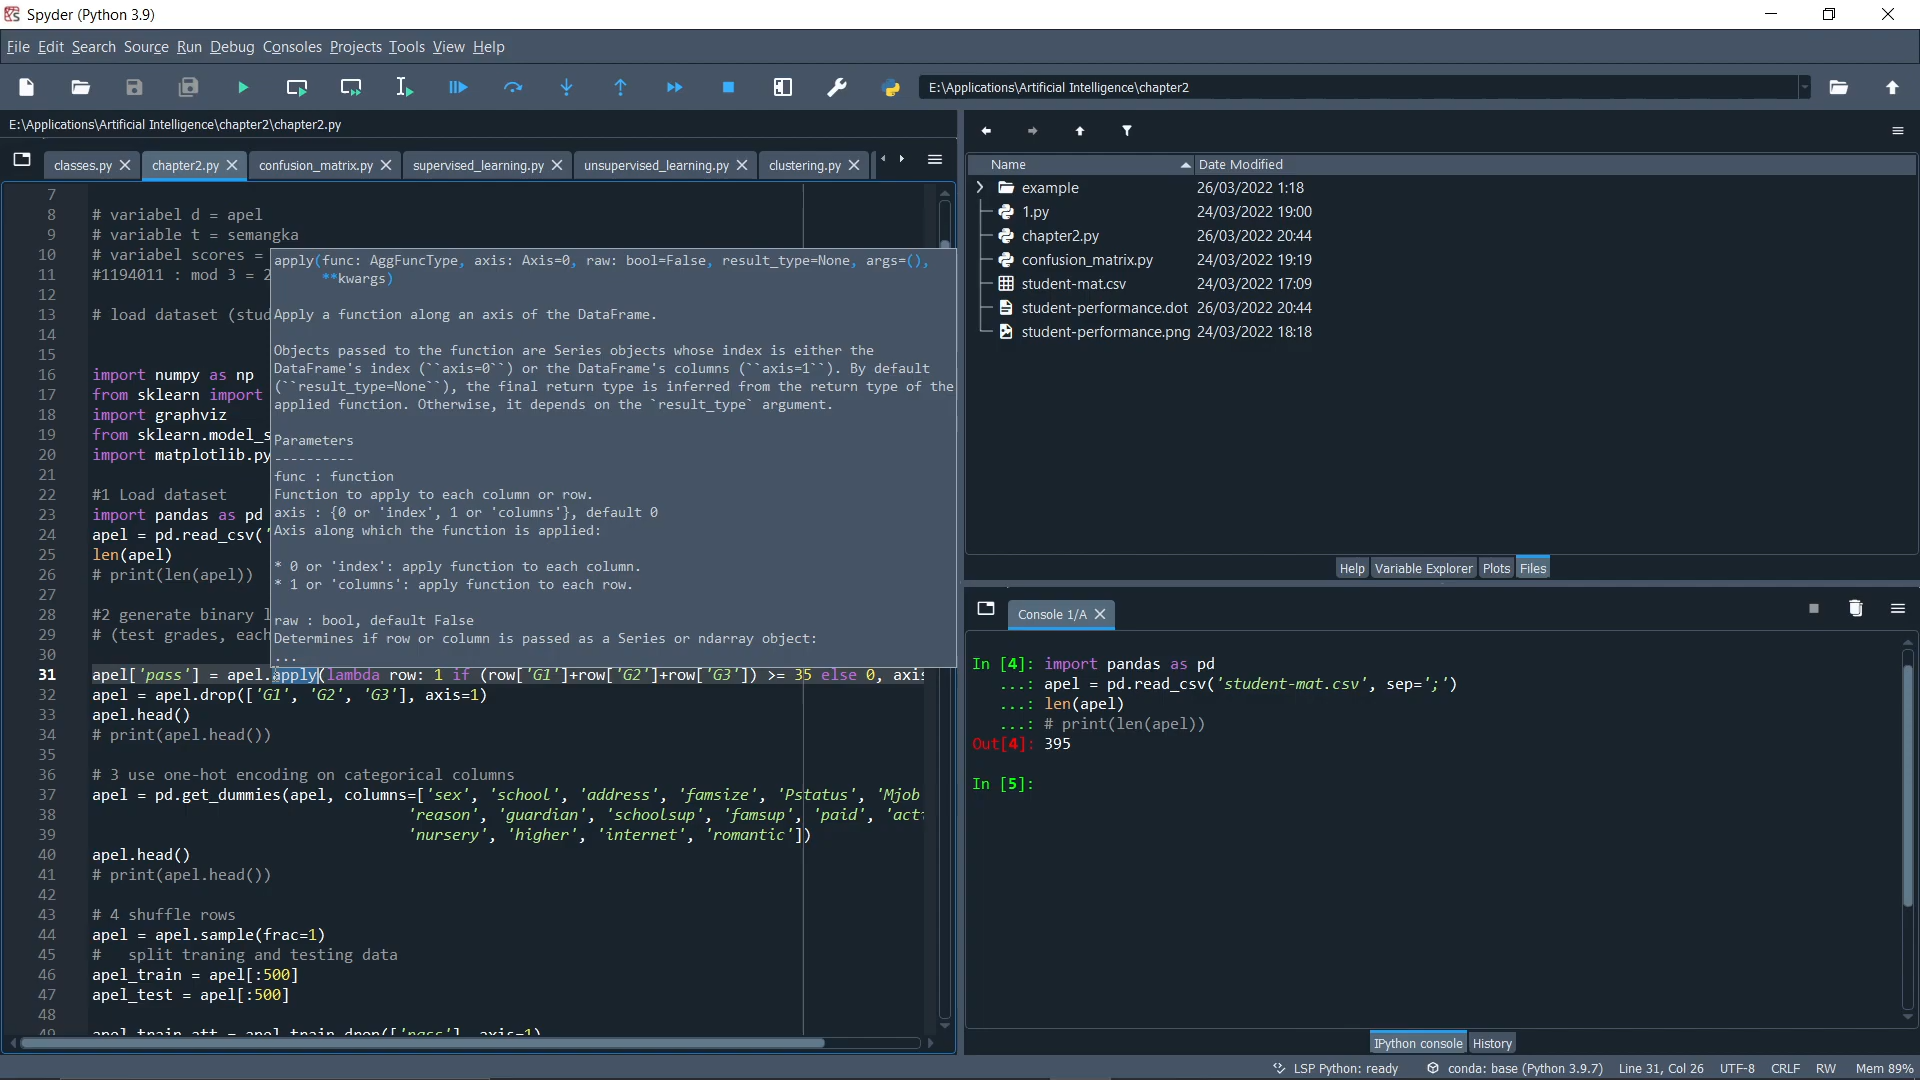 Spyder (Python 3.9)
File Edit Search Source Run Debug Consoles Projects Tools View Help
E:\Applications\Artificial Intelligence\chapter2
E:\Applications\Artificial Intelligence\chapter2\chapter2.py
classes.py chapter2.py confusion_matrix.py supervised_learning.py unsupervised_learning.py clustering.py
7
8 # variabel d = apel
9 # variable t = semangka
10 # variabel scores =
11 #1194011 : mod 3 = 2
12
13 # load dataset (stud
14
15
16 import numpy as np
17 from sklearn import
18 import graphviz
19 from sklearn.model_s
20 import matplotlib.py
21
22 #1 Load dataset
23 import pandas as pd
24 apel = pd.read_csv('
25 len(apel)
26 # print(len(apel))
27
28 #2 generate binary l
29 # (test grades, each
30
31 apel['pass'] = apel.apply(lambda row: 1 if (row['G1']+row['G2']+row['G3']) >= 35 else 0, axis
32 apel = apel.drop(['G1', 'G2', 'G3'], axis=1)
33 apel.head()
34 # print(apel.head())
35
36 # 3 use one-hot encoding on categorical columns
37 apel = pd.get_dummies(apel, columns=['sex', 'school', 'address', 'famsize', 'Pstatus', 'Mjob
38 'reason', 'guardian', 'schoolsup', 'famsup', 'paid', 'act
39 'nursery', 'higher', 'internet', 'romantic'])
40 apel.head()
41 # print(apel.head())
42
43 # 4 shuffle rows
44 apel = apel.sample(frac=1)
45 # split traning and testing data
46 apel_train = apel[:500]
47 apel_test = apel[:500]
48
49 apel_train_att = apel_train.drop(['pass'], axis=1)
apply(func: AggFuncType, axis: Axis=0, raw: bool=False, result_type=None, args=(),
**kwargs)
Apply a function along an axis of the DataFrame.
Objects passed to the function are Series objects whose index is either the
DataFrame's index (``axis=0``) or the DataFrame's columns (``axis=1``). By default
(``result_type=None``), the final return type is inferred from the return type of the
applied function. Otherwise, it depends on the `result_type` argument.
Parameters
----------
func : function
Function to apply to each column or row.
axis : {0 or 'index', 1 or 'columns'}, default 0
Axis along which the function is applied:
* 0 or 'index': apply function to each column.
* 1 or 'columns': apply function to each row.
raw : bool, default False
Determines if row or column is passed as a Series or ndarray object:
...
Name Date Modified
example 26/03/2022 1:18
1.py 24/03/2022 19:00
chapter2.py 26/03/2022 20:44
confusion_matrix.py 24/03/2022 19:19
student-mat.csv 24/03/2022 17:09
student-performance.dot 26/03/2022 20:44
student-performance.png 24/03/2022 18:18
Help Variable Explorer Plots Files
Console 1/A
In [4]: import pandas as pd
...: apel = pd.read_csv('student-mat.csv', sep=';')
...: len(apel)
...: # print(len(apel))
Out[4]: 395
In [5]:
IPython console History
LSP Python: ready conda: base (Python 3.9.7) Line 31, Col 26 UTF-8 CRLF RW Mem 89%